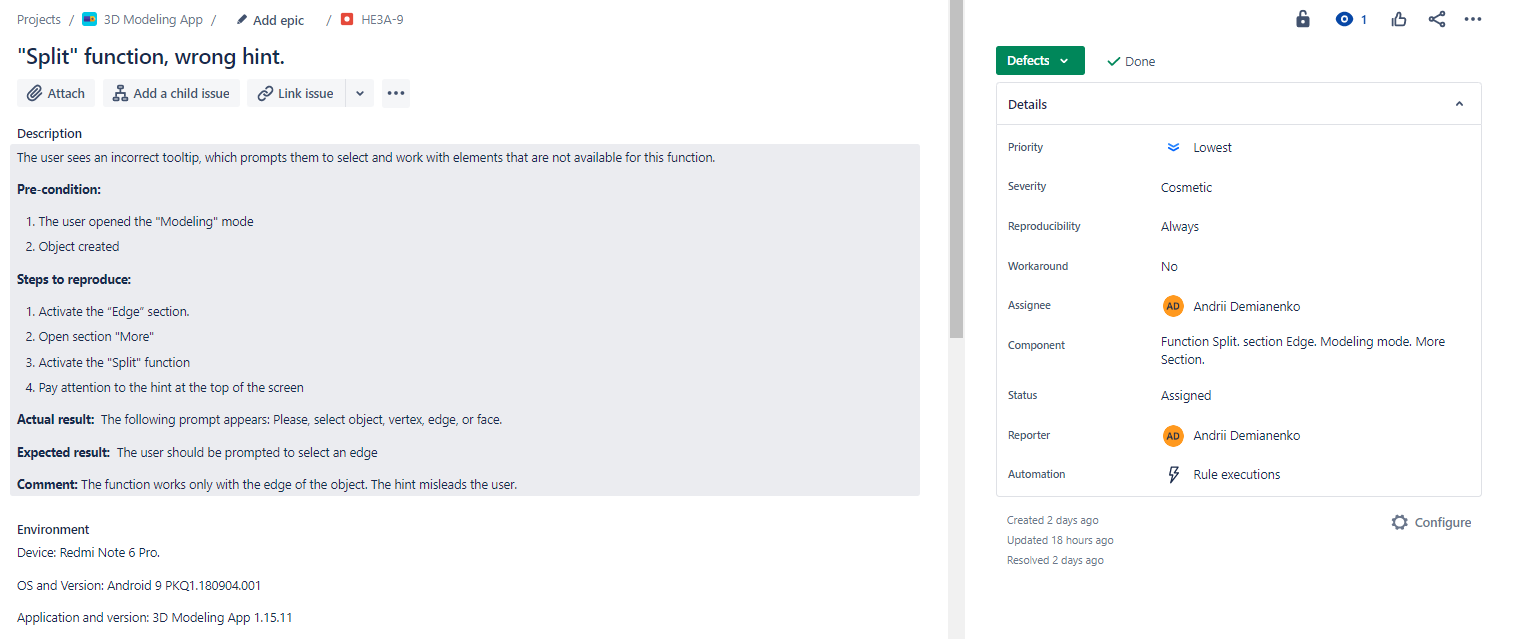 Projects / 3D Modeling App / Add epic / HE3A-9
"Split" function, wrong hint.
Attach Add a child issue Link issue
Description
The user sees an incorrect tooltip, which prompts them to select and work with elements that are not available for this function.
Pre-condition:
1. The user opened the "Modeling" mode
2. Object created
Steps to reproduce:
1. Activate the “Edge” section.
2. Open section "More"
3. Activate the "Split" function
4. Pay attention to the hint at the top of the screen
Actual result: The following prompt appears: Please, select object, vertex, edge, or face.
Expected result: The user should be prompted to select an edge
Comment: The function works only with the edge of the object. The hint misleads the user.
Environment
Device: Redmi Note 6 Pro.
OS and Version: Android 9 PKQ1.180904.001
Application and version: 3D Modeling App 1.15.11
1
Defects Done
Details
Priority Lowest
Severity Cosmetic
Reproducibility Always
Workaround No
Assignee AD Andrii Demianenko
Component Function Split. section Edge. Modeling mode. More
Section.
Status Assigned
Reporter AD Andrii Demianenko
Automation Rule executions
Created 2 days ago Configure
Updated 18 hours ago
Resolved 2 days ago